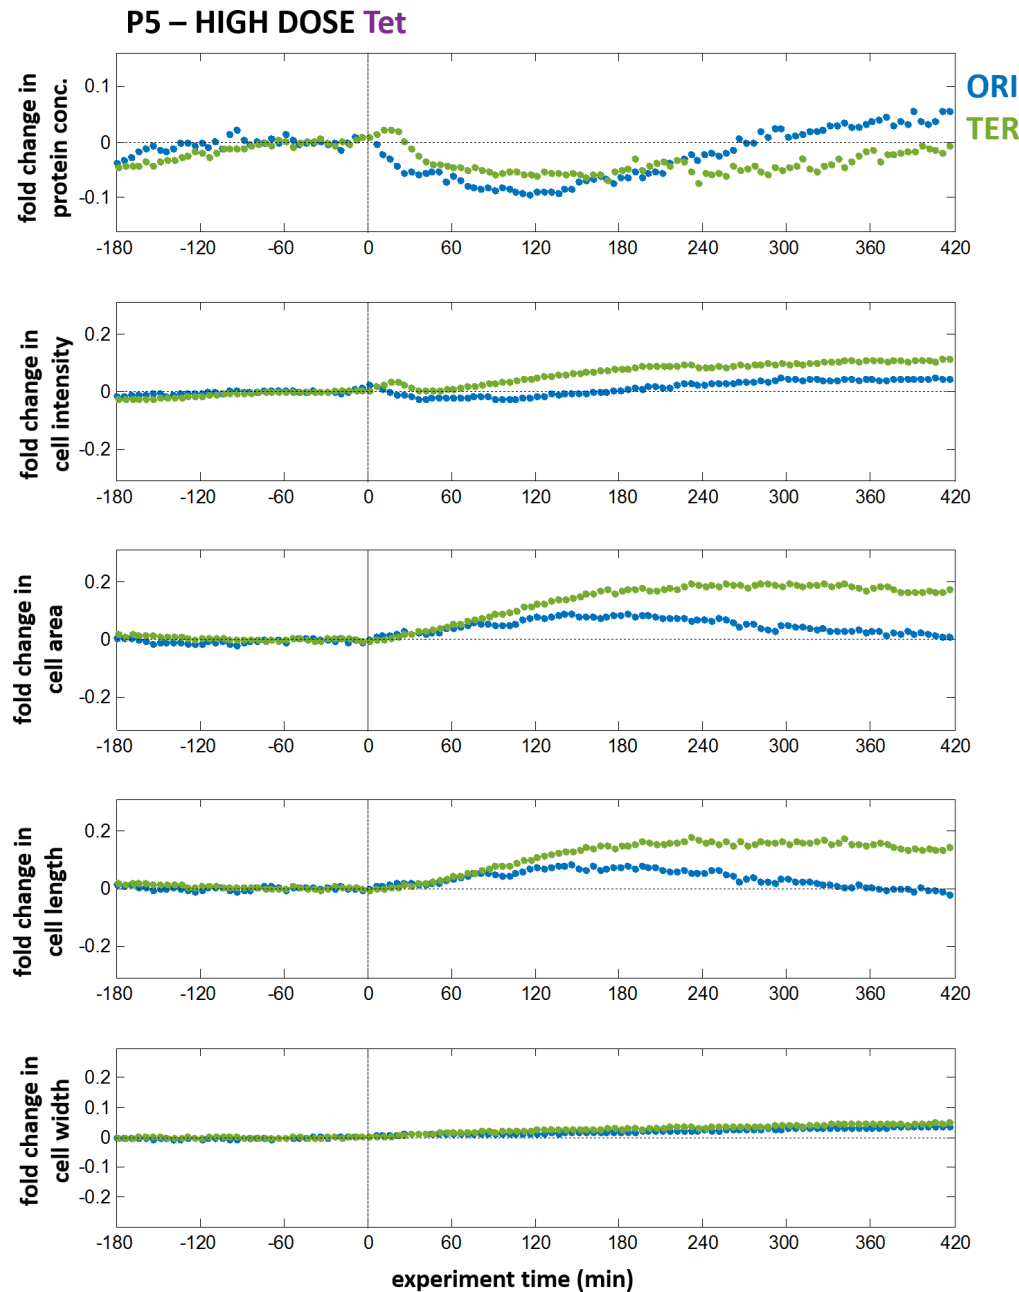 P5 – HIGH DOSE Tet
ORI
TER
fold change in
protein conc.
0.1
0
-0.1
-180 -120 -60 0 60 120 180 240 300 360 420
fold change in
cell intensity
0.2
0
-0.2
-180 -120 -60 0 60 120 180 240 300 360 420
fold change in
cell area
0.2
0
-0.2
-180 -120 -60 0 60 120 180 240 300 360 420
fold change in
cell length
0.2
0
-0.2
-180 -120 -60 0 60 120 180 240 300 360 420
fold change in
cell width
0.2
0.1
0
-0.1
-0.2
-180 -120 -60 0 60 120 180 240 300 360 420
experiment time (min)